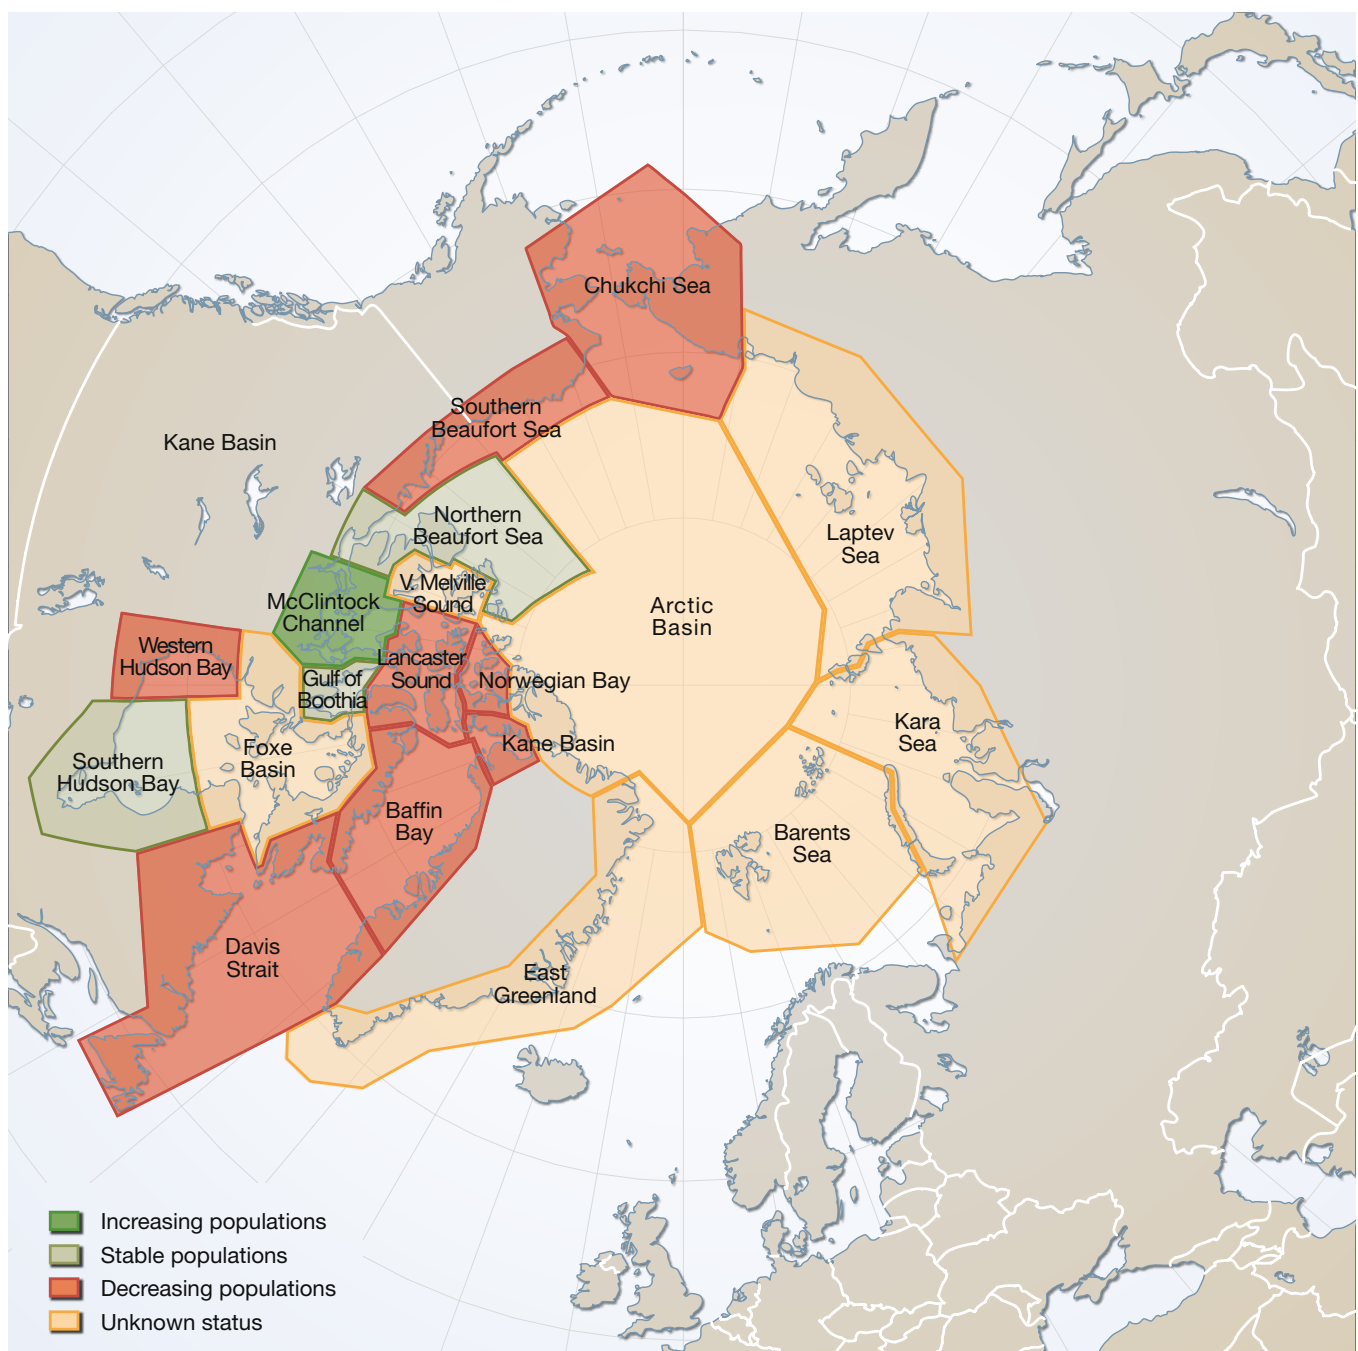 Chukchi Sea
Southern
Beaufort Sea
Kane Basin
Northern
Beaufort Sea
Laptev
Sea
V. Melville
Sound
McClintock
Channel
Arctic
Basin
Western
Hudson Bay
Lancaster
Sound
Gulf of
Boothia
Norwegian Bay
Kara
Sea
Kane Basin
Foxe
Basin
Southern
Hudson Bay
Baffin
Bay
Barents
Sea
Davis
Strait
East
Greenland
Increasing populations
Stable populations
Decreasing populations
Unknown status